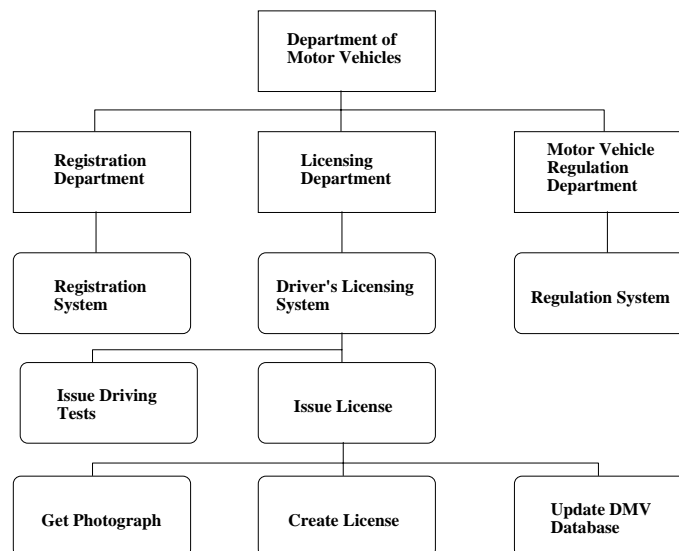 Department of
Motor Vehicles
Registration
Department
Licensing
Department
Motor Vehicle
Regulation
Department
Registration
System
Driver's Licensing
System
Regulation System
Issue Driving
Tests
Issue License
Get Photograph
Create License
Update DMV
Database